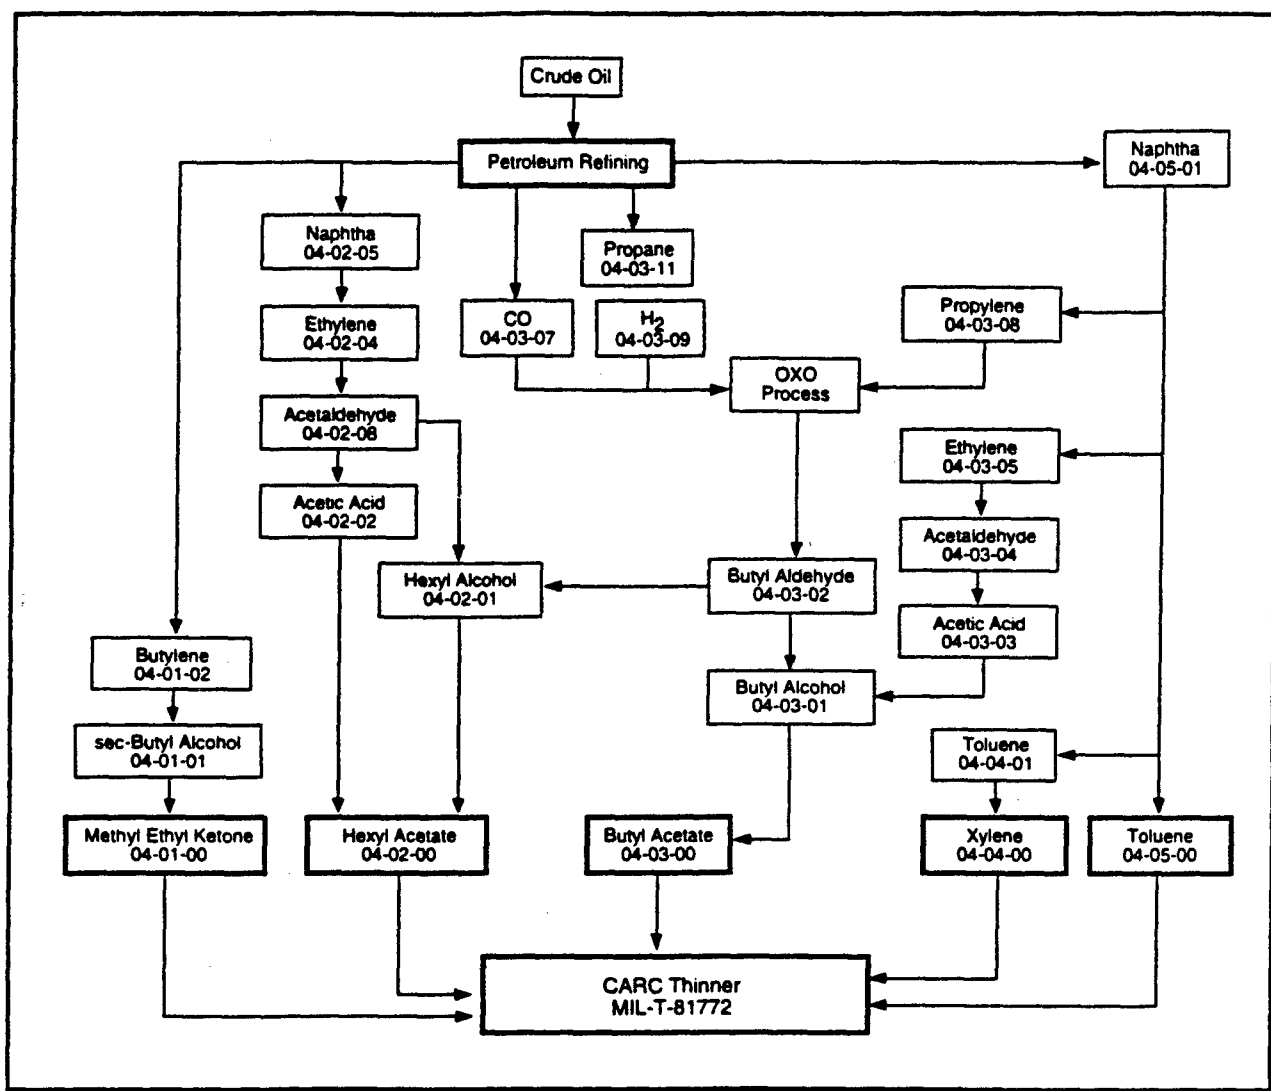 Crude Oil
Petroleum Refining
Naphtha
04-05-01
Naphtha
04-02-05
Propane
04-03-11
Ethylene
04-02-04
CO
04-03-07
H2
04-03-09
Propylene
04-03-08
OXO
Process
Acetaldehyde
04-02-08
Ethylene
04-03-05
Acetic Acid
04-02-02
Acetaldehyde
04-03-04
Hexyl Alcohol
04-02-01
Butyl Aldehyde
04-03-02
Acetic Acid
04-03-03
Butylene
04-01-02
Butyl Alcohol
04-03-01
sec-Butyl Alcohol
04-01-01
Toluene
04-04-01
Methyl Ethyl Ketone
04-01-00
Hexyl Acetate
04-02-00
Butyl Acetate
04-03-00
Xylene
04-04-00
Toluene
04-05-00
CARC Thinner
MIL-T-81772